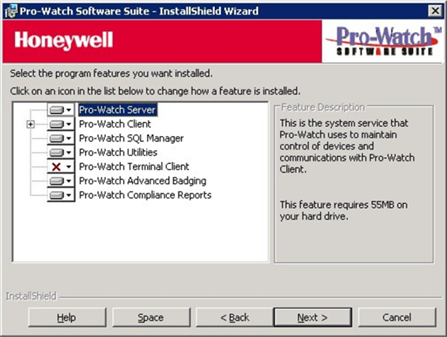 Pro-Watch Software Suite - InstallShield Wizard
Honeywell
Pro-Watch™
SOFTWARE SUITE
Select the program features you want installed.
Click on an icon in the list below to change how a feature is installed.
Pro-Watch Server
Pro-Watch Client
Pro-Watch SQL Manager
Pro-Watch Utilities
Pro-Watch Terminal Client
Pro-Watch Advanced Badging
Pro-Watch Compliance Reports
Feature Description
This is the system service that
Pro-Watch uses to maintain
control of devices and
communications with Pro-Watch
Client.
This feature requires 55MB on
your hard drive.
InstallShield
Help
Space
< Back
Next >
Cancel